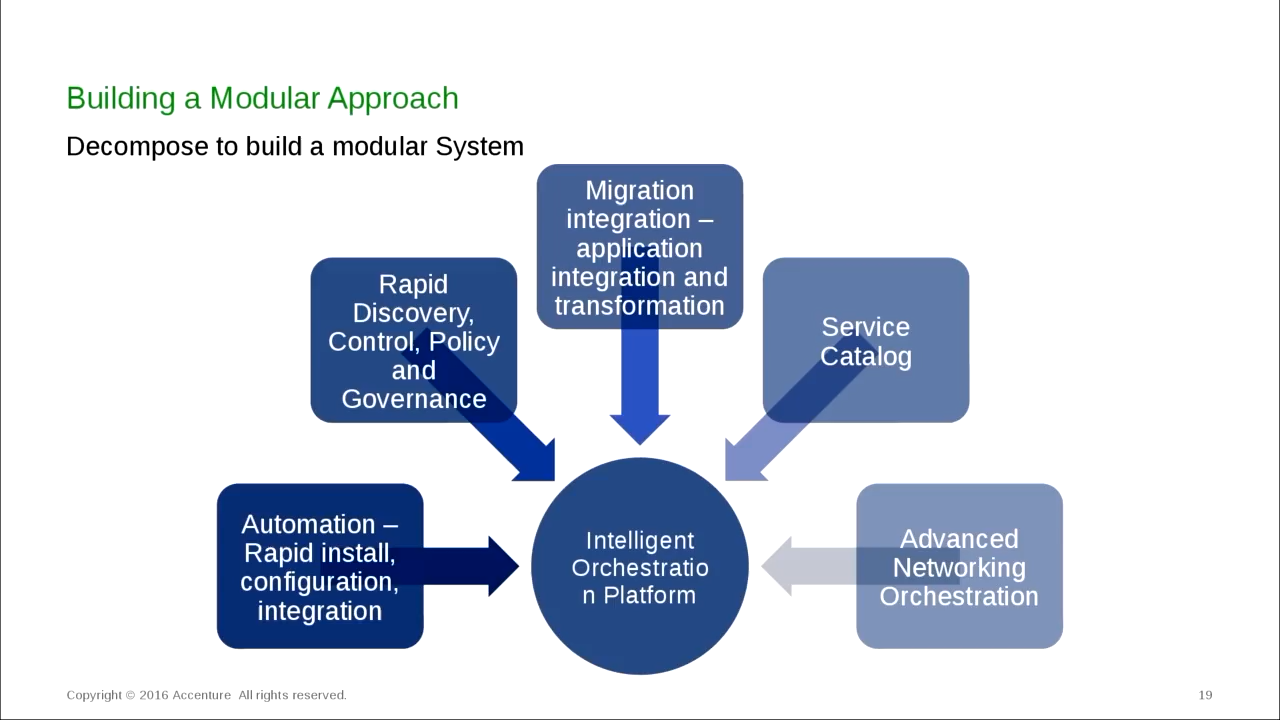 Building a Modular Approach
Decompose to build a modular System
Migration
integration –
application
integration and
transformation
Rapid
Discovery,
Control, Policy
and
Governance
Service
Catalog
Automation –
Rapid install,
configuration,
integration
Intelligent
Orchestratio
n Platform
Advanced
Networking
Orchestration
Copyright © 2016 Accenture All rights reserved.
19